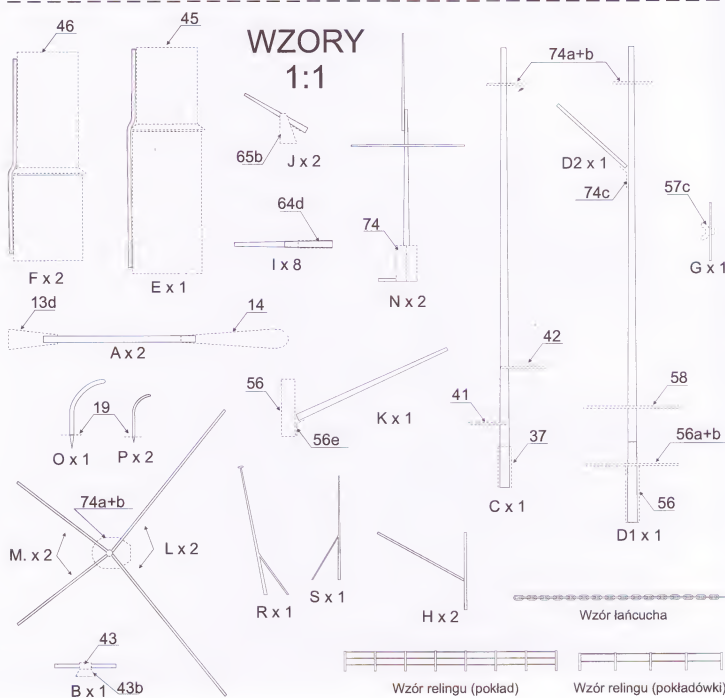 46
45
WZORY
1:1
74a+b
65b
J x 2
D2 x 1
74c
57c
64d
74
I x 8
G x 1
F x 2
E x 1
N x 2
13d
14
A x 2
42
56
K x 1
58
41
19
56e
56a+b
O x 1
P x 2
37
56
74a+b
C x 1
D1 x 1
M. x 2
L x 2
R x 1
S x 1
H x 2
Wzór łańcucha
43
43b
B x 1
Wzór relingu (pokład)
Wzór relingu (pokładówki)